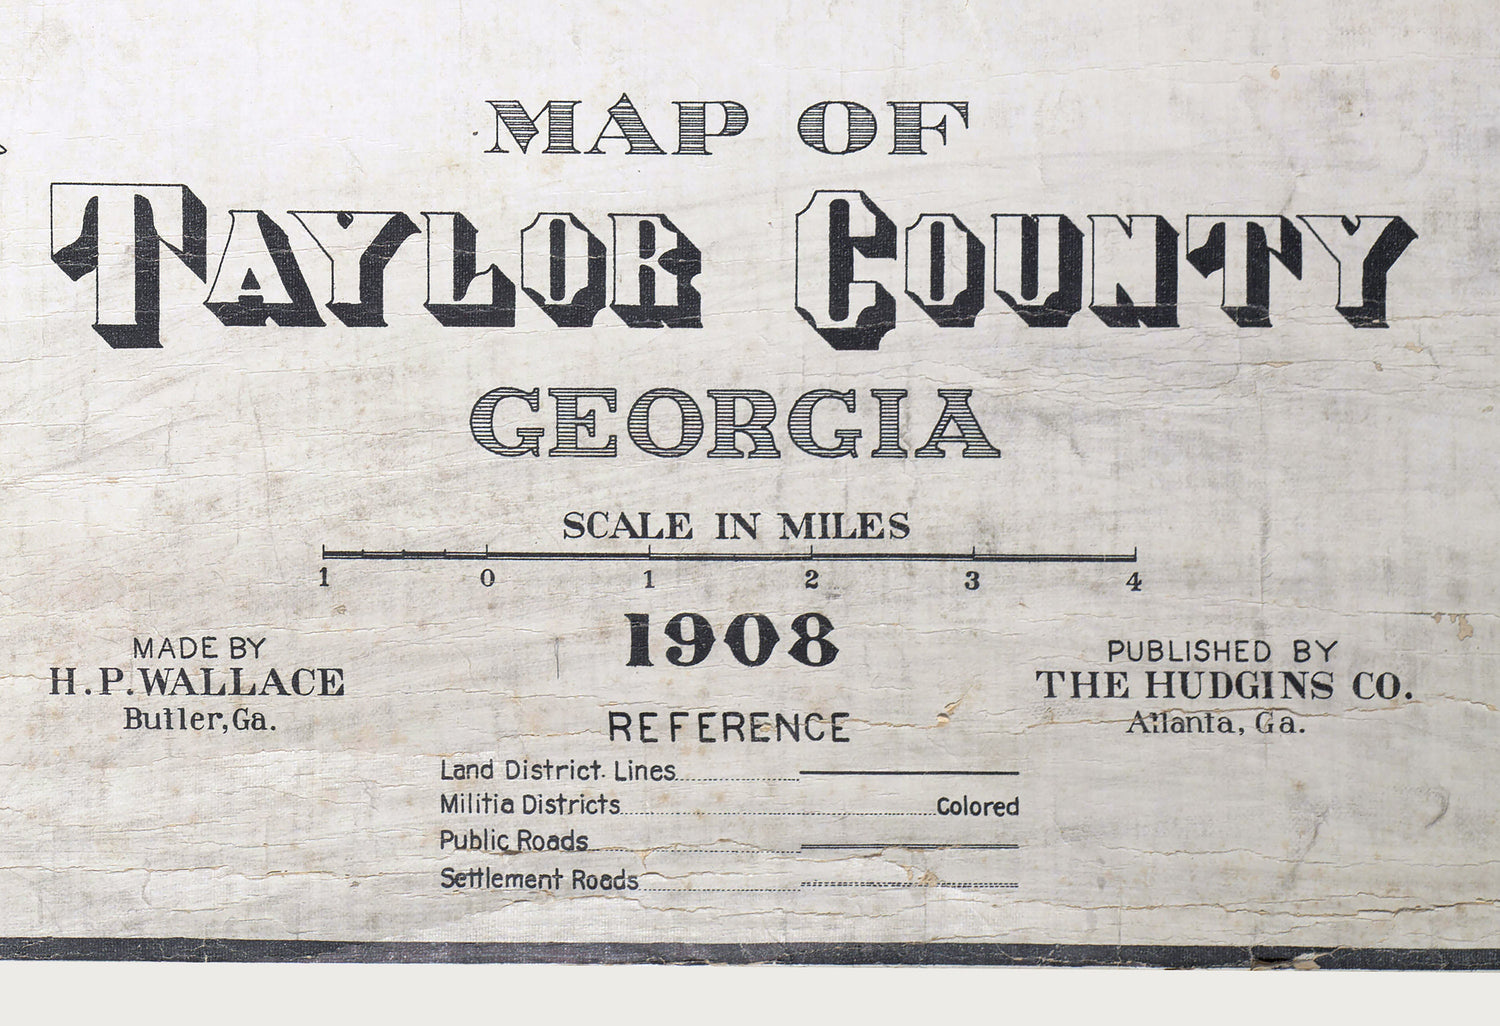 MAP OF
TAYLOR COUNTY
GEORGIA
SCALE IN MILES
1 0 1 2 3 4
1908
MADE BY
H.P. WALLACE
Butler, Ga.
PUBLISHED BY
THE HUDGINS CO.
Atlanta, Ga.
REFERENCE
Land District Lines
Militia Districts Colored
Public Roads
Settlement Roads